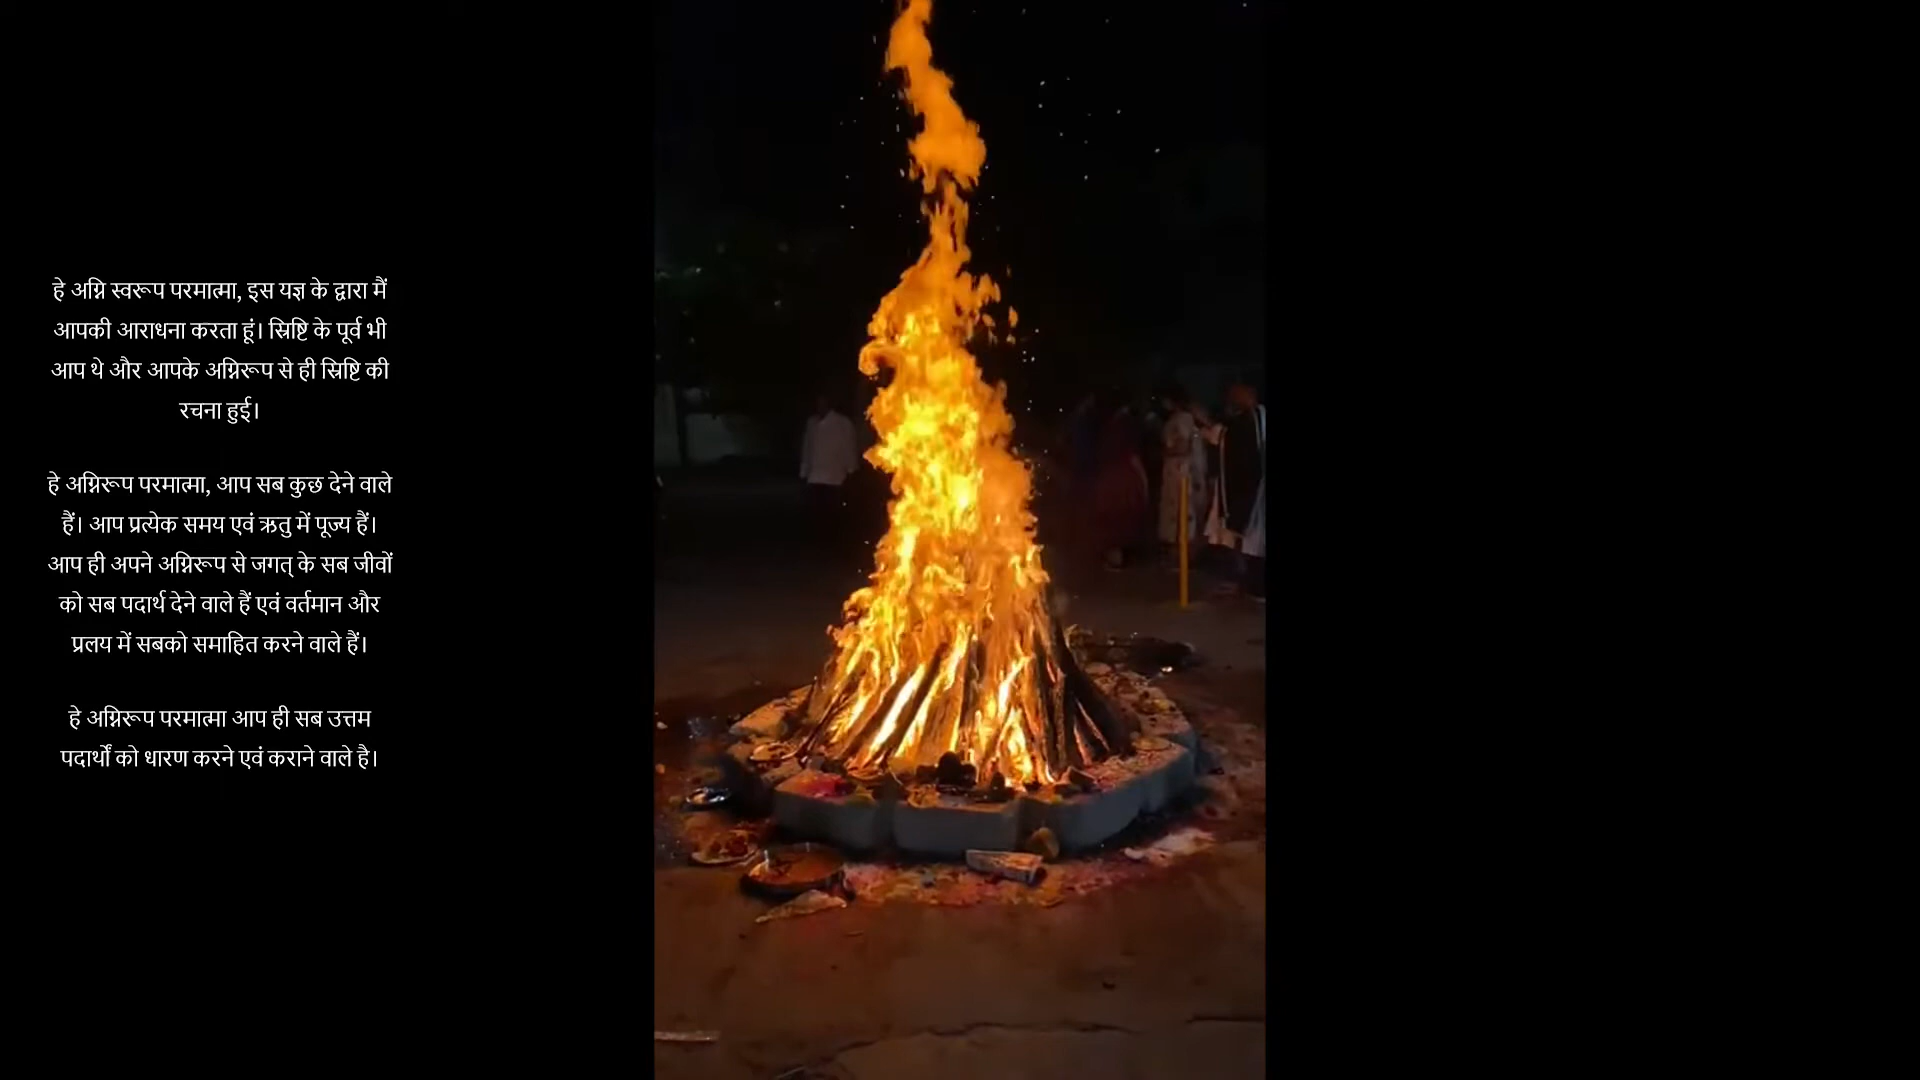 हे अग्नि स्वरूप परमात्मा, इस यज्ञ के द्वारा मैं
आपकी आराधना करता हूं। स्रिष्टि के पूर्व भी
आप थे और आपके अग्निरूप से ही स्रिष्टि की
रचना हुई।
हे अग्निरूप परमात्मा, आप सब कुछ देने वाले
हैं। आप प्रत्येक समय एवं ऋतु में पूज्य हैं।
आप ही अपने अग्निरूप से जगत् के सब जीवों
को सब पदार्थ देने वाले हैं एवं वर्तमान और
प्रलय में सबको समाहित करने वाले हैं।
हे अग्निरूप परमात्मा आप ही सब उत्तम
पदार्थों को धारण करने एवं कराने वाले है।